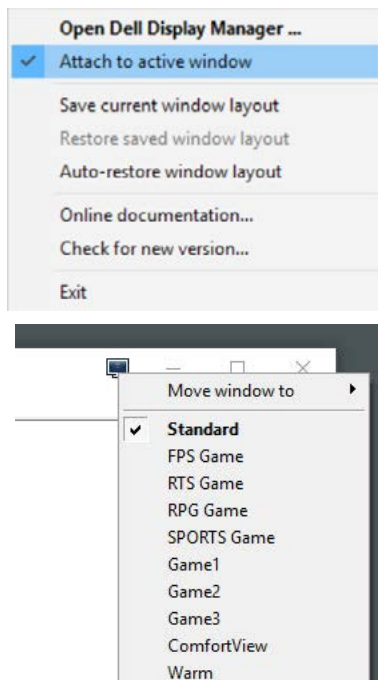 Open Dell Display Manager ...
Attach to active window
Save current window layout
Restore saved window layout
Auto-restore window layout
Online documentation...
Check for new version...
Exit
Move window to
Standard
FPS Game
RTS Game
RPG Game
SPORTS Game
Game1
Game2
Game3
ComfortView
Warm